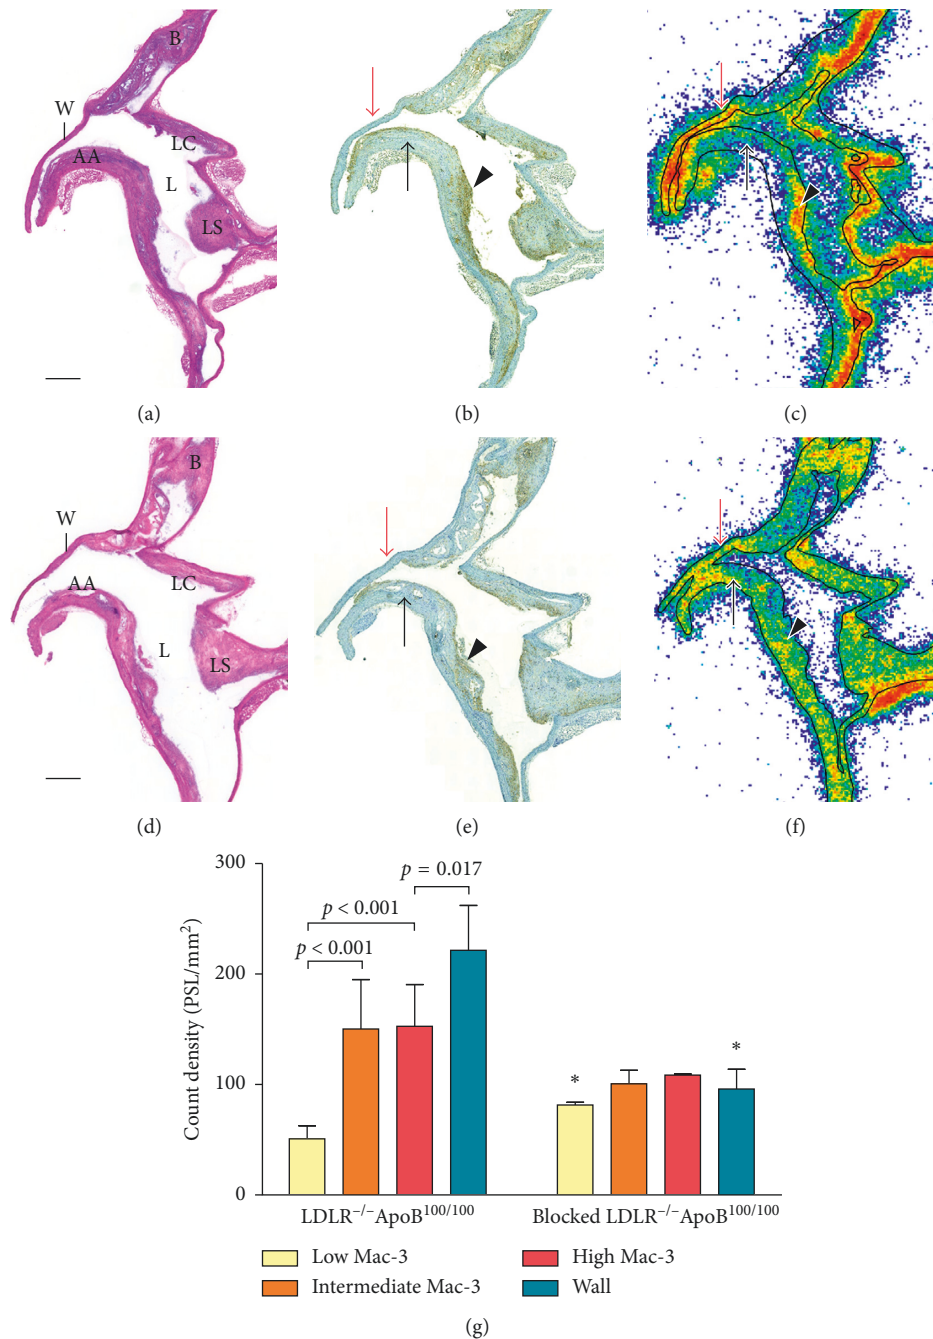 B
W
LC
AA
L
LS
(a)
(b)
(c)
B
W
LC
AA
L
LS
(d)
(e)
(f)
300
200
100
0
Count density (PSL/mm²)
p = 0.017
p < 0.001
p < 0.001
*
*
LDLR⁻/⁻ApoB¹⁰⁰/¹⁰⁰
Blocked LDLR⁻/⁻ApoB¹⁰⁰/¹⁰⁰
Low Mac-3
High Mac-3
Intermediate Mac-3
Wall
(g)